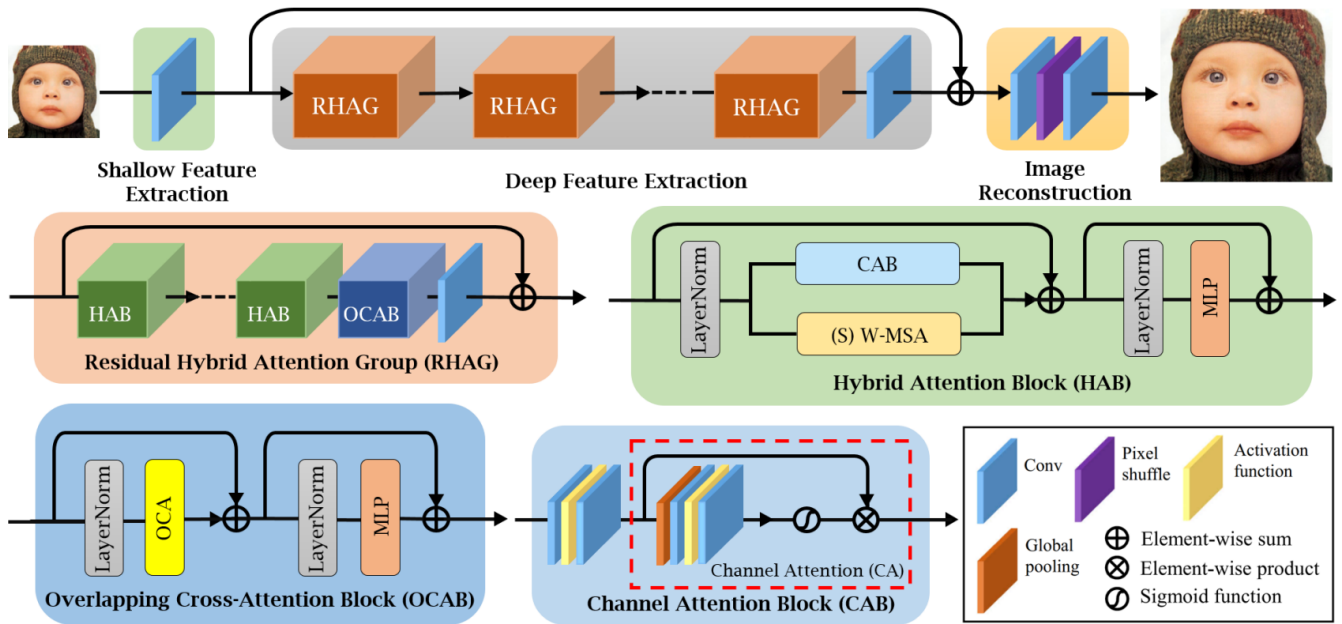 RHAG
RHAG
RHAG
Shallow Feature
Extraction
Deep Feature Extraction
Image
Reconstruction
HAB
HAB
OCAB
Residual Hybrid Attention Group (RHAG)
LayerNorm
CAB
(S) W-MSA
LayerNorm
MLP
Hybrid Attention Block (HAB)
LayerNorm
OCA
LayerNorm
MLP
Overlapping Cross-Attention Block (OCAB)
Channel Attention (CA)
Channel Attention Block (CAB)
Conv
Pixel
shuffle
Activation
function
Global
pooling
Element-wise sum
Element-wise product
Sigmoid function